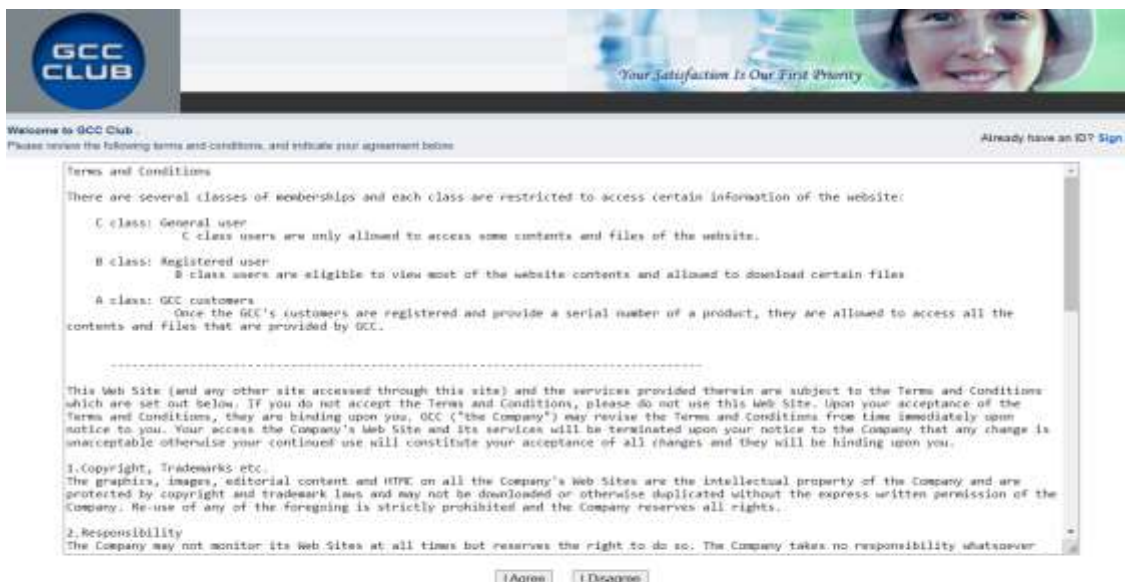 GCC
CLUB
Your Satisfaction Is Our First Priority
Welcome to GCC Club
Please review the following terms and conditions, and indicate your agreement below
Already have an ID? Sign
Terms and Conditions
There are several classes of memberships and each class are restricted to access certain information of the website:
C class: General user
C class users are only allowed to access some contents and files of the website.
B class: Registered user
B class users are eligible to view most of the website contents and allowed to download certain files
A class: GCC customers
Once the GCC's customers are registered and provide a serial number of a product, they are allowed to access all the
contents and files that are provided by GCC.
--------------------------------------------------------------------------------
This Web Site (and any other site accessed through this site) and the services provided therein are subject to the Terms and Conditions
which are set out below. If you do not accept the Terms and Conditions, please do not use this Web Site. Upon your acceptance of the
Terms and Conditions, they are binding upon you. GCC ("the Company") may revise the Terms and Conditions from time immediately upon
notice to you. Your access the Company's Web Site and its services will be terminated upon your notice to the Company that any change is
unacceptable otherwise your continued use will constitute your acceptance of all changes and they will be binding upon you.
1.Copyright, Trademarks etc.
The graphics, images, editorial content and HTML on all the Company's Web Sites are the intellectual property of the Company and are
protected by copyright and trademark laws and may not be downloaded or otherwise duplicated without the express written permission of the
Company. Re-use of any of the foregoing is strictly prohibited and the Company reserves all rights.
2.Responsibility
The Company may not monitor its Web Sites at all times but reserves the right to do so. The Company takes no responsibility whatsoever
I Agree
I Disagree